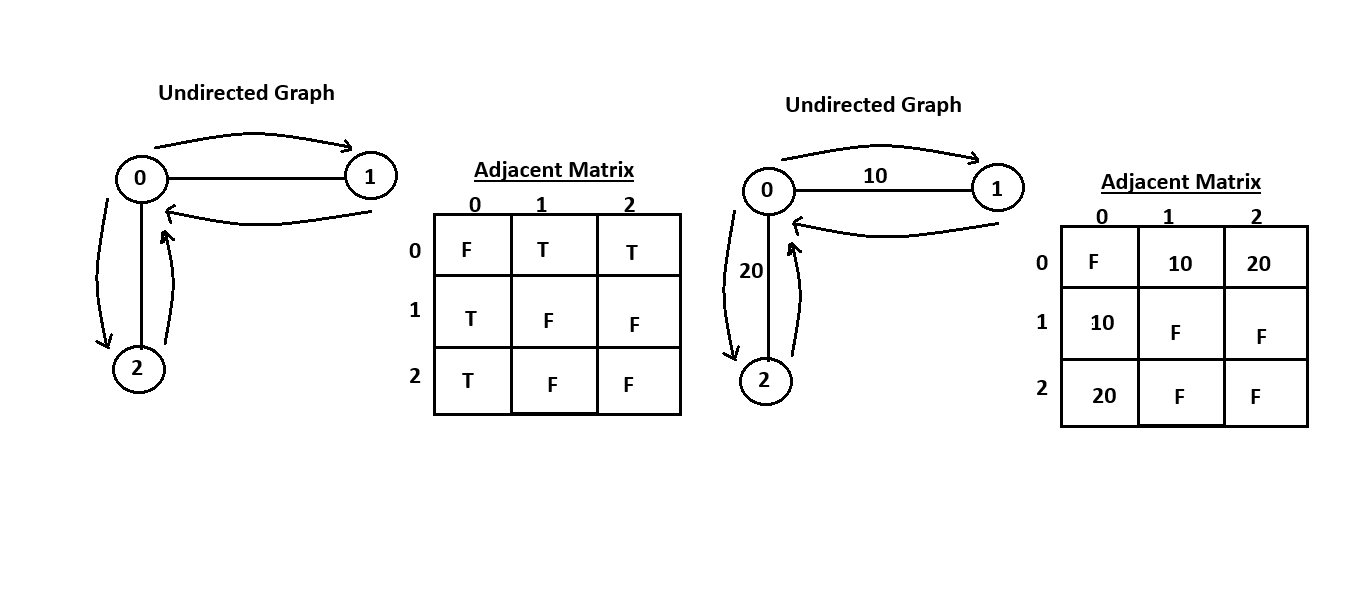 Undirected Graph
0
1
2
Adjacent Matrix
0 1 2
0 F T T
1 T F F
2 T F F
Undirected Graph
0
10
1
20
2
Adjacent Matrix
0 1 2
0 F 10 20
1 10 F F
2 20 F F